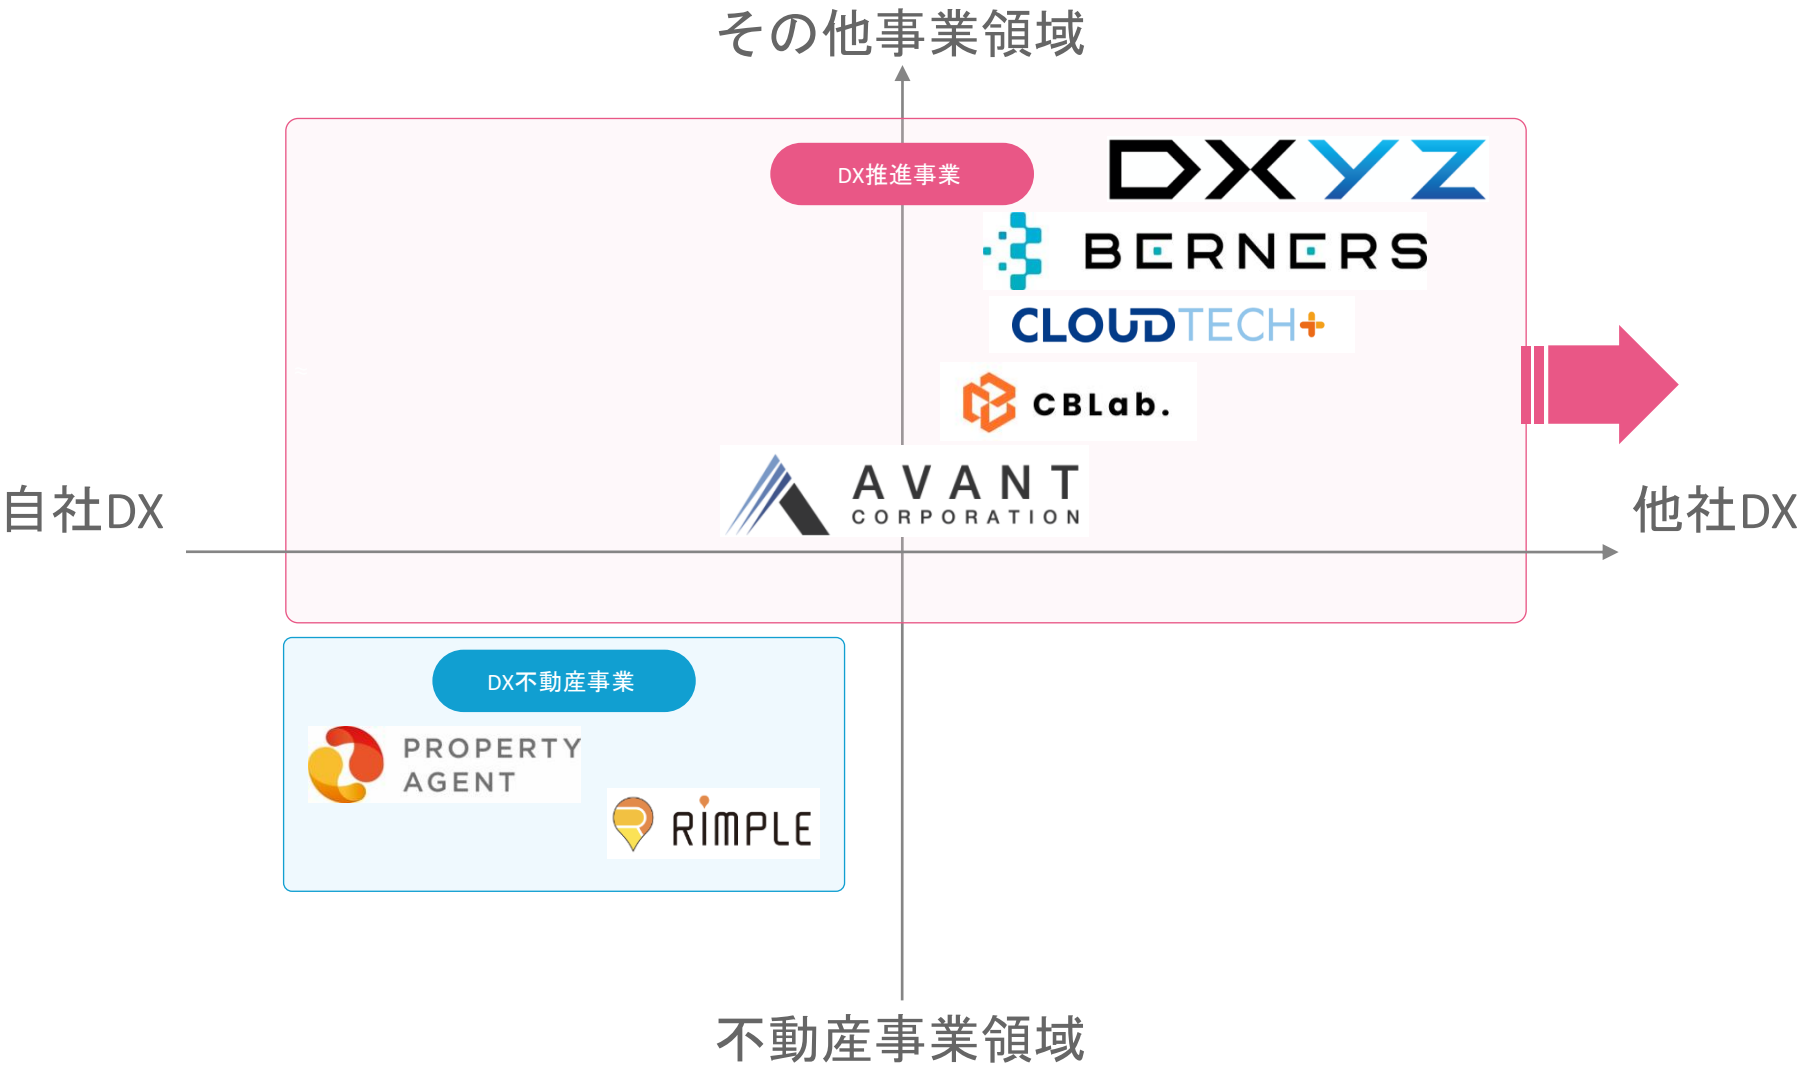 その他事業領域
DX推進事業
DXYZ
BERNERS
CLOUDTECH+
CBLab.
AVANT
CORPORATION
自社DX
他社DX
DX不動産事業
PROPERTY
AGENT
RIMPLE
不動産事業領域